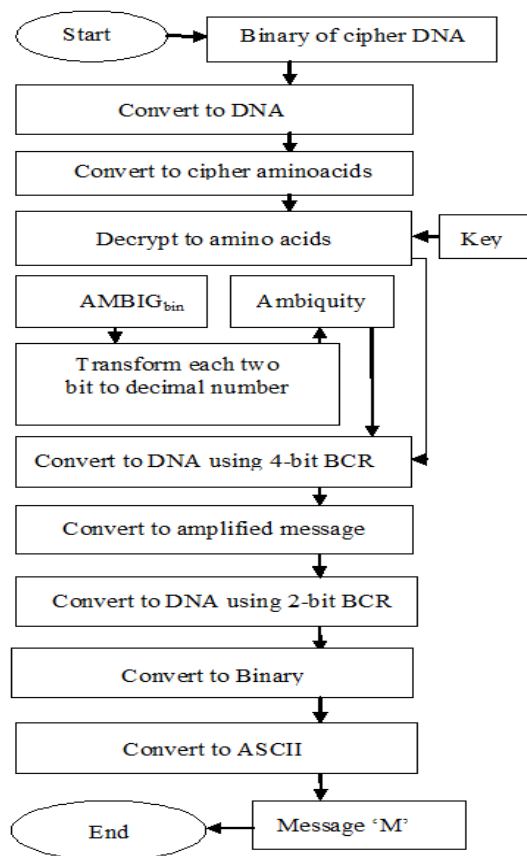 Start
Binary of cipher DNA
Convert to DNA
Convert to cipher aminoacids
Decrypt to amino acids
Key
AMBIGbin
Ambiquity
Transform each two
bit to decimal number
Convert to DNA using 4-bit BCR
Convert to amplified message
Convert to DNA using 2-bit BCR
Convert to Binary
Convert to ASCII
Message ‘M’
End